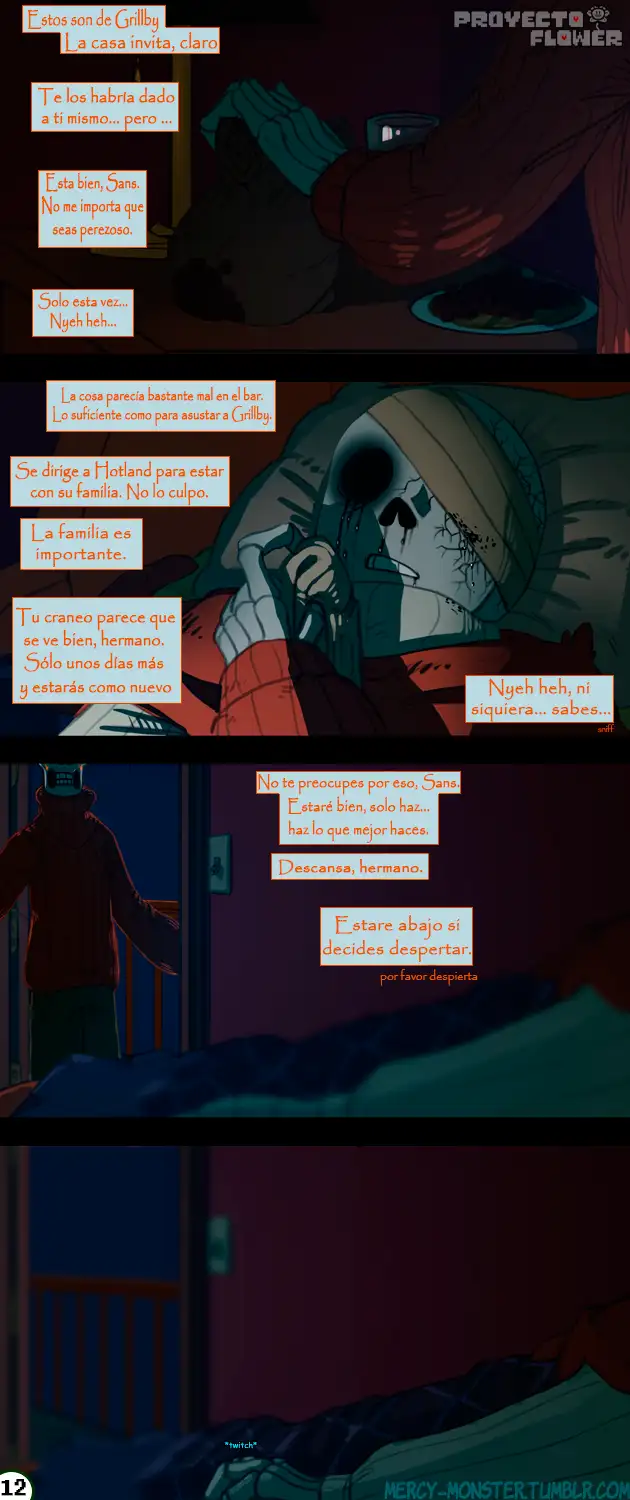 PROYECTO
FLOWER
Estos son de Grillby
La casa invita, claro
Te los habría dado
a ti mismo... pero ...
Esta bien, Sans.
No me importa que
seas perezoso.
Solo esta vez...
Nyeh heh...
La cosa parecía bastante mal en el bar.
Lo suficiente como para asustar a Grillby.
Se dirige a Hotland para estar
con su familia. No lo culpo.
La familia es
importante.
Tu craneo parece que
se ve bien, hermano.
Sólo unos días más
y estarás como nuevo
Nyeh heh, ni
siquiera... sabes...
sniff
No te preocupes por eso, Sans.
Estaré bien, solo haz...
haz lo que mejor haces.
Descansa, hermano.
Estare abajo si
decides despertar.
por favor despierta
*twitch*
12
MERCY-MONSTER.TUMBLR.COM